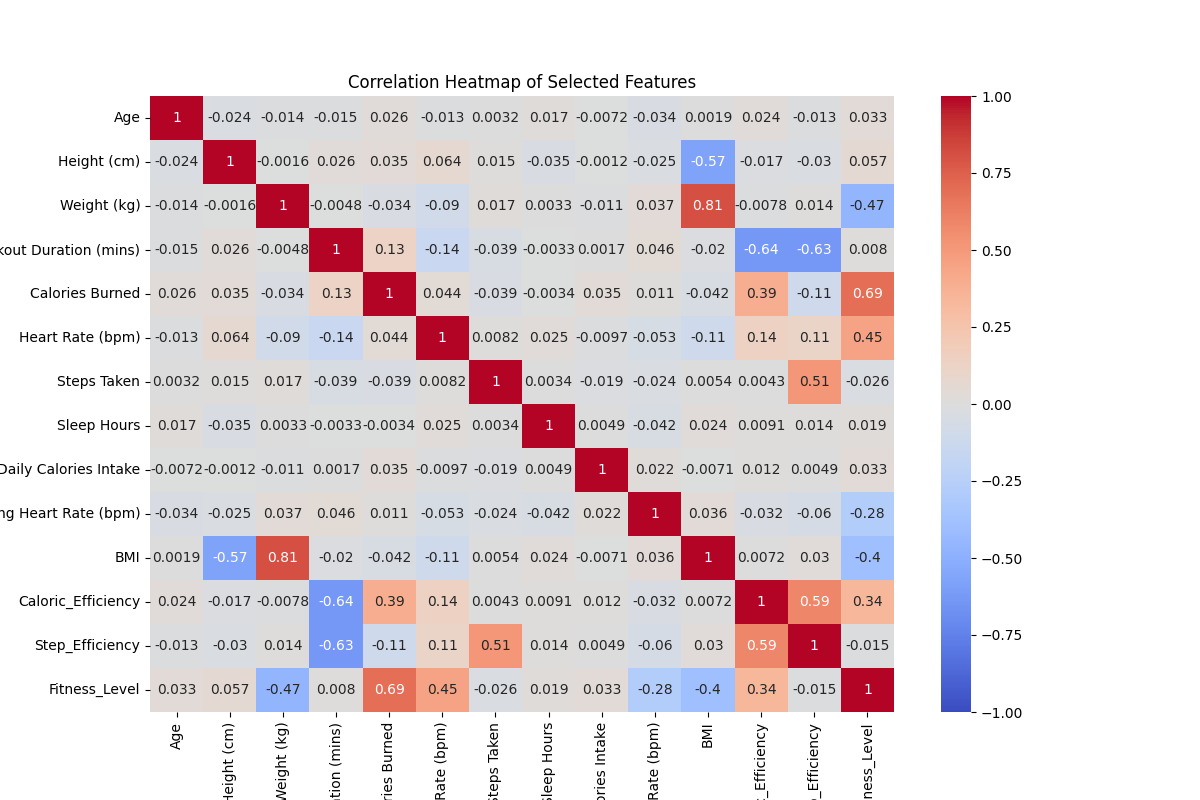 Correlation Heatmap of Selected Features
Age 1 -0.024 -0.014 -0.015 0.026 -0.013 0.0032 0.017 -0.0072 -0.034 0.0019 0.024 -0.013 0.033
Height (cm) -0.024 1 -0.0016 0.026 0.035 0.064 0.015 -0.035 -0.0012 -0.025 -0.57 -0.017 -0.03 0.057
Weight (kg) -0.014 -0.0016 1 -0.0048 -0.034 -0.09 0.017 0.0033 -0.011 0.037 0.81 -0.0078 0.014 -0.47
kout Duration (mins) -0.015 0.026 -0.0048 1 0.13 -0.14 -0.039 -0.0033 0.0017 0.046 -0.02 -0.64 -0.63 0.008
Calories Burned 0.026 0.035 -0.034 0.13 1 0.044 -0.039 -0.0034 0.035 0.011 -0.042 0.39 -0.11 0.69
Heart Rate (bpm) -0.013 0.064 -0.09 -0.14 0.044 1 0.0082 0.025 -0.0097 -0.053 -0.11 0.14 0.11 0.45
Steps Taken 0.0032 0.015 0.017 -0.039 -0.039 0.0082 1 0.0034 -0.019 -0.024 0.0054 0.0043 0.51 -0.026
Sleep Hours 0.017 -0.035 0.0033 -0.0033 -0.0034 0.025 0.0034 1 0.0049 -0.042 0.024 0.0091 0.014 0.019
Daily Calories Intake -0.0072 -0.0012 -0.011 0.0017 0.035 -0.0097 -0.019 0.0049 1 0.022 -0.0071 0.012 0.0049 0.033
ng Heart Rate (bpm) -0.034 -0.025 0.037 0.046 0.011 -0.053 -0.024 -0.042 0.022 1 0.036 -0.032 -0.06 -0.28
BMI 0.0019 -0.57 0.81 -0.02 -0.042 -0.11 0.0054 0.024 -0.0071 0.036 1 0.0072 0.03 -0.4
Caloric_Efficiency 0.024 -0.017 -0.0078 -0.64 0.39 0.14 0.0043 0.0091 0.012 -0.032 0.0072 1 0.59 0.34
Step_Efficiency -0.013 -0.03 0.014 -0.63 -0.11 0.11 0.51 0.014 0.0049 -0.06 0.03 0.59 1 -0.015
Fitness_Level 0.033 0.057 -0.47 0.008 0.69 0.45 -0.026 0.019 0.033 -0.28 -0.4 0.34 -0.015 1
Age
Height (cm)
Weight (kg)
tion (mins)
ries Burned
Rate (bpm)
Steps Taken
Sleep Hours
ories Intake
Rate (bpm)
BMI
_Efficiency
_Efficiency
ness_Level
1.00
0.75
0.50
0.25
0.00
−0.25
−0.50
−0.75
−1.00